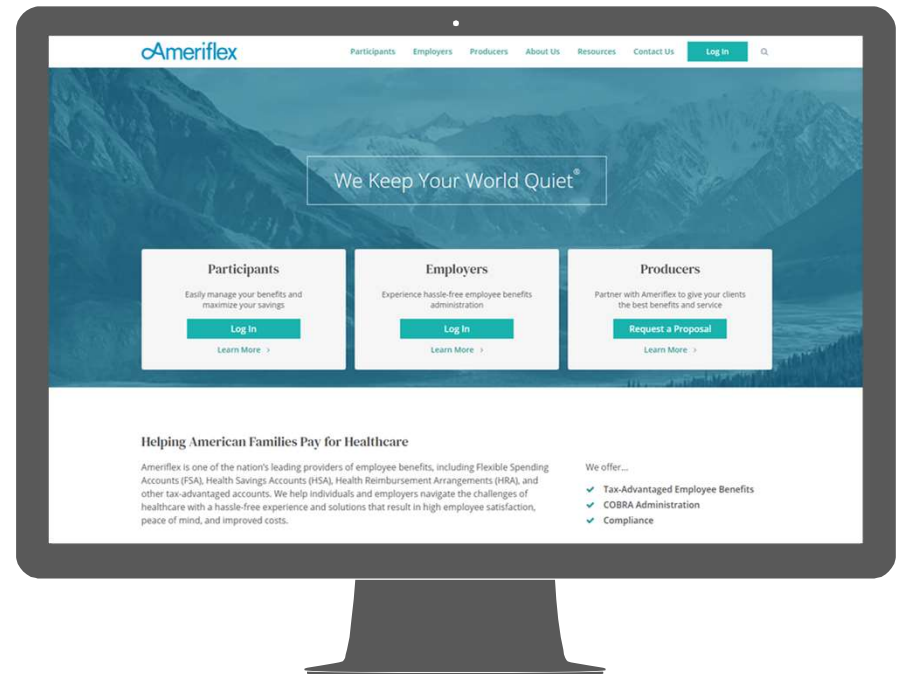 Ameriflex
Participants Employers Producers About Us Resources Contact Us Log In
We Keep Your World Quiet®
Participants
Easily manage your benefits and
maximize your savings
Log In
Learn More >
Employers
Experience hassle-free employee benefits
administration
Log In
Learn More >
Producers
Partner with Ameriflex to give your clients
the best benefits and service
Request a Proposal
Learn More >
Helping American Families Pay for Healthcare
Ameriflex is one of the nation's leading providers of employee benefits, including Flexible Spending
Accounts (FSA), Health Savings Accounts (HSA), Health Reimbursement Arrangements (HRA), and
other tax-advantaged accounts. We help individuals and employers navigate the challenges of
healthcare with a hassle-free experience and solutions that result in high employee satisfaction,
peace of mind, and improved costs.
We offer...
✔ Tax-Advantaged Employee Benefits
✔ COBRA Administration
✔ Compliance